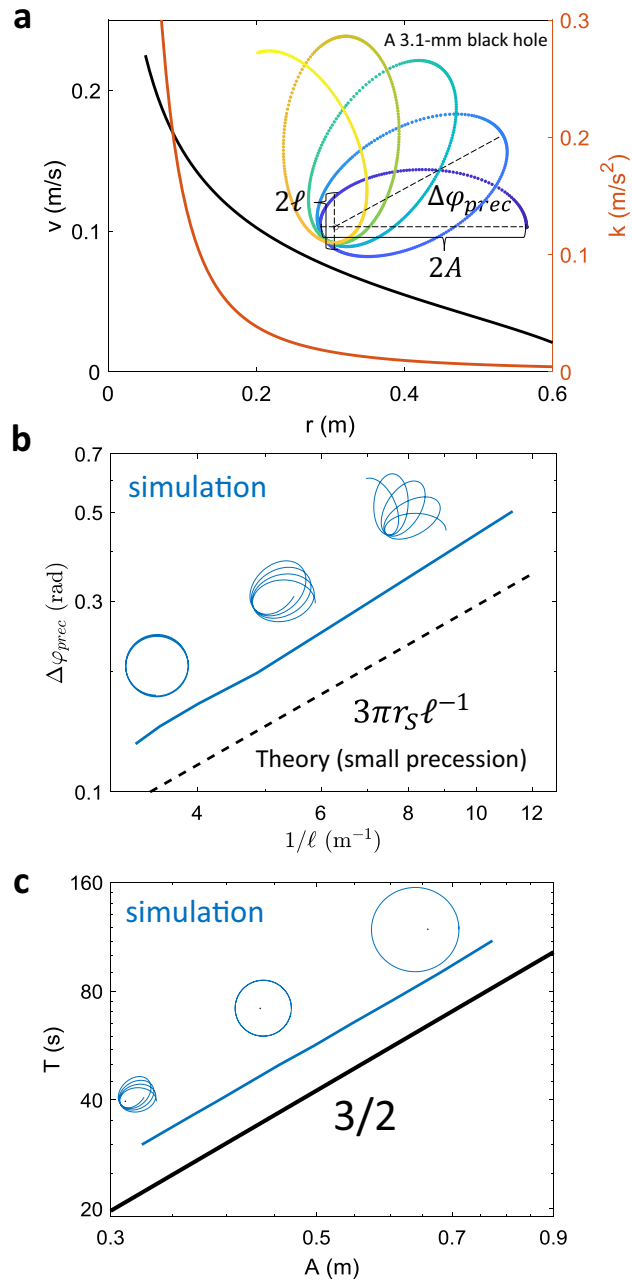 a
A 3.1-mm black hole
0.3
0.2
0.2
v (m/s)
2ℓ
Δφ_prec
k (m/s²)
0.1
0.1
2A
0
0
0
0.2
0.4
0.6
r (m)
b
0.7
simulation
0.5
Δφ_prec (rad)
0.3
3πr_Sℓ⁻¹
Theory (small precession)
0.1
4
6
8
10
12
1/ℓ (m⁻¹)
c
160
simulation
80
T (s)
40
3/2
20
0.3
0.5
0.7
0.9
A (m)